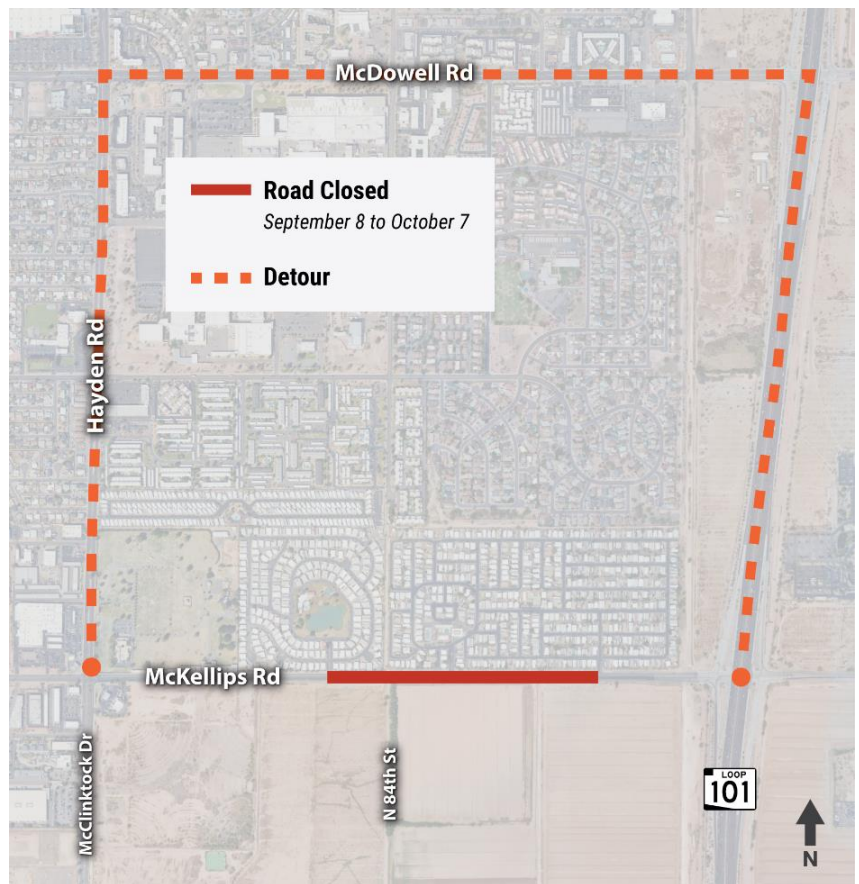 McDowell Rd
Road Closed
September 8 to October 7
Detour
Hayden Rd
McKellips Rd
McClinktock Dr
N 84th St
LOOP
101
N